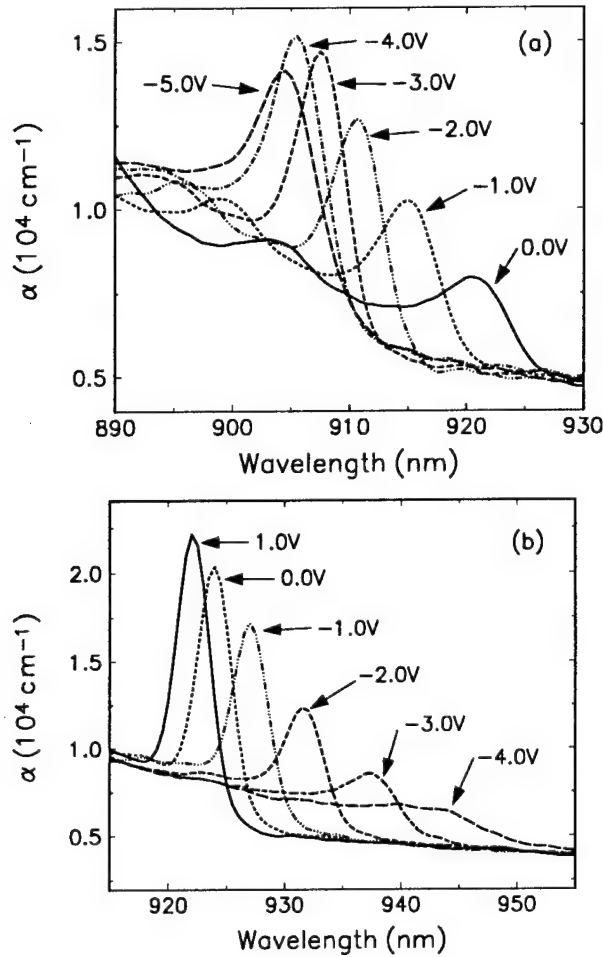 (a)
1.5
1.0
0.5
α (10⁴ cm⁻¹)
−4.0V
−3.0V
−5.0V
−2.0V
−1.0V
0.0V
890 900 910 920 930
Wavelength (nm)
(b)
2.0
1.5
1.0
0.5
α (10⁴ cm⁻¹)
1.0V
0.0V
−1.0V
−2.0V
−3.0V
−4.0V
920 930 940 950
Wavelength (nm)